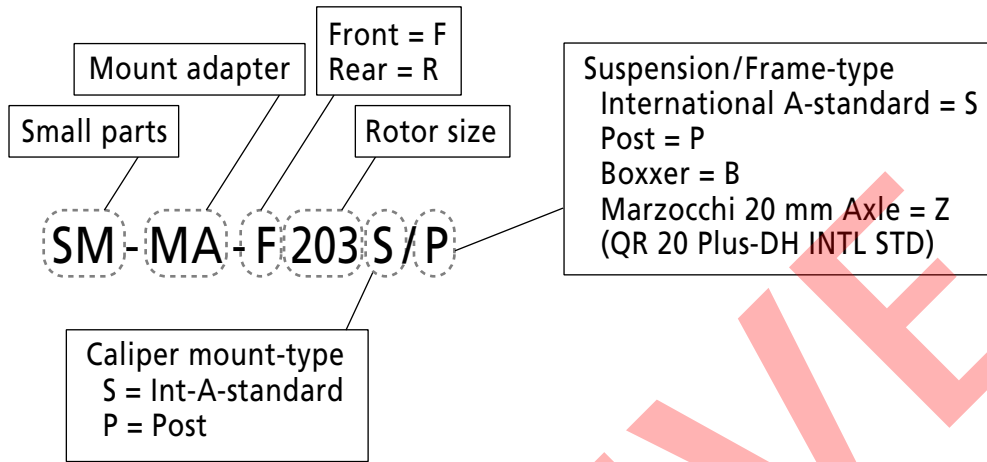 Front = F
Rear = R
Mount adapter
Small parts
Rotor size
Suspension/Frame-type
International A-standard = S
Post = P
Boxxer = B
Marzocchi 20 mm Axle = Z
(QR 20 Plus-DH INTL STD)
SM-MA-F203S/P
Caliper mount-type
S = Int-A-standard
P = Post